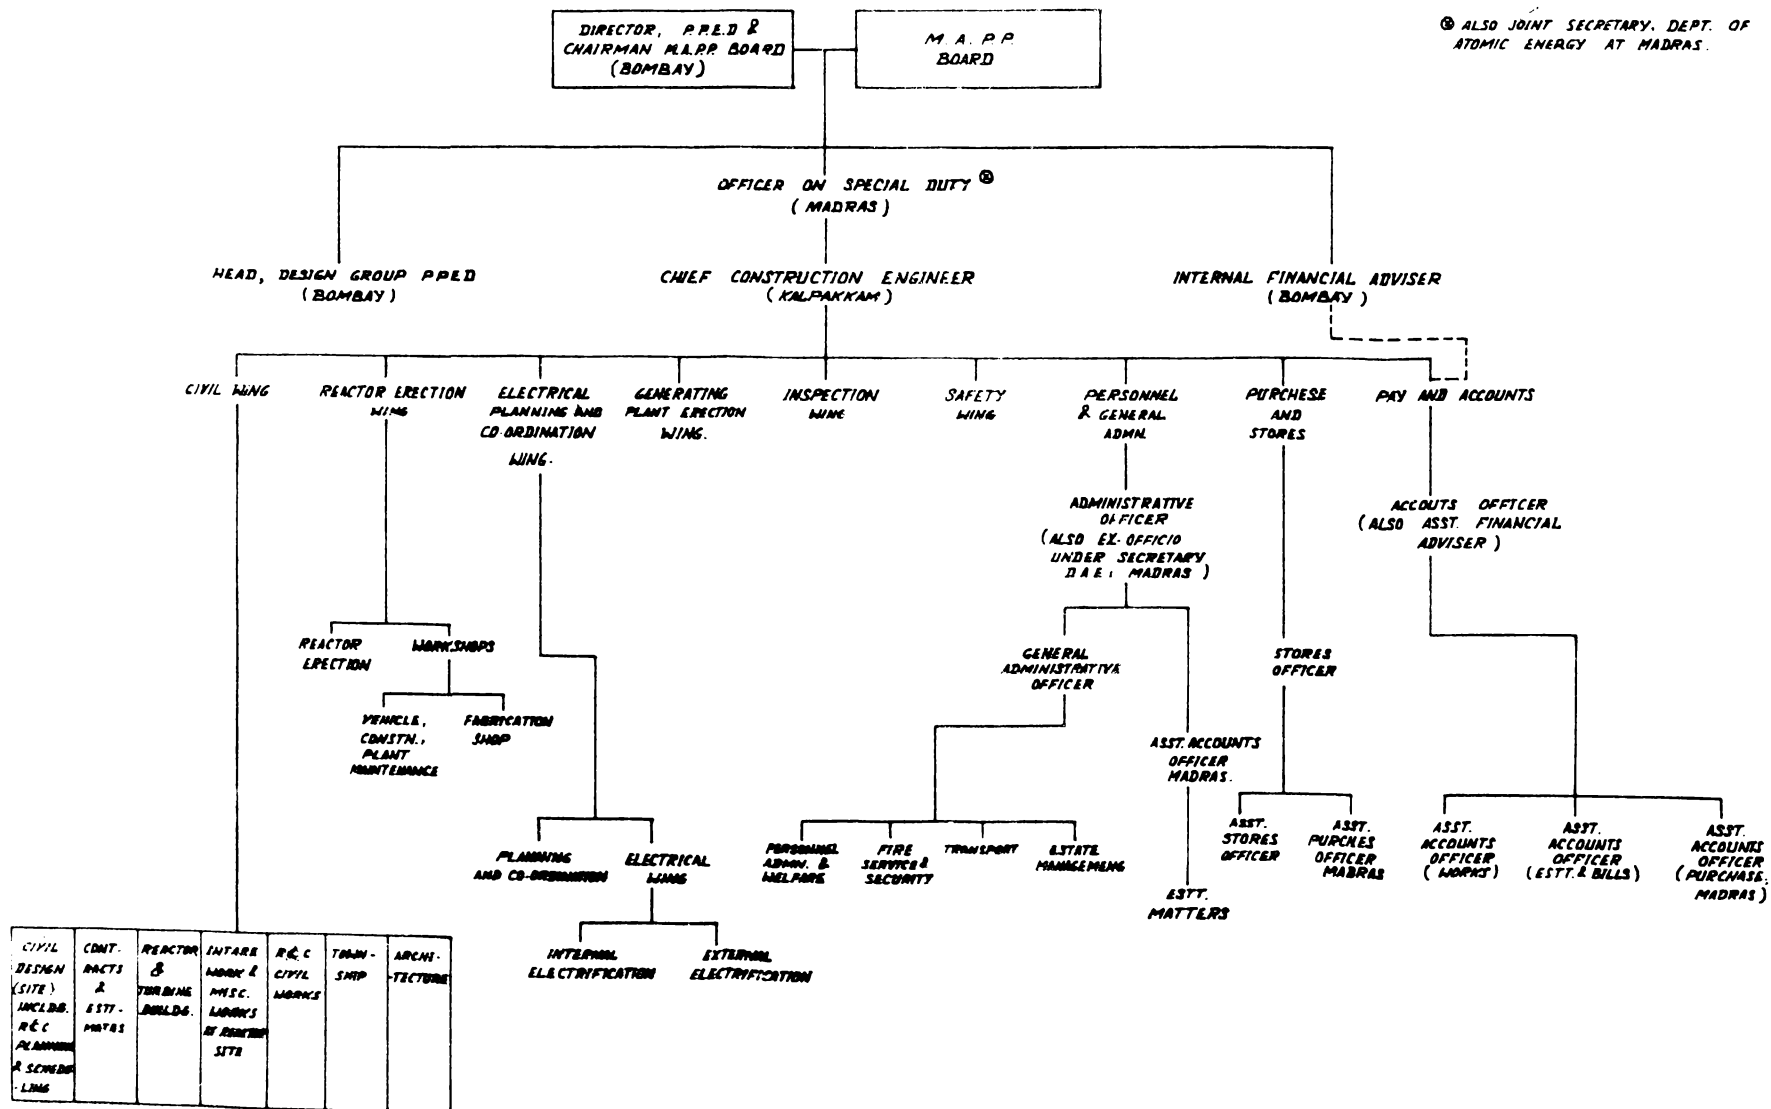 DIRECTOR, P.P.E.D &
CHAIRMAN M.A.P.P. BOARD
(BOMBAY)
M. A. P. P.
BOARD
⊗ ALSO JOINT SECRETARY, DEPT. OF
ATOMIC ENERGY AT MADRAS.
OFFICER ON SPECIAL DUTY ⊗
( MADRAS )
HEAD, DESIGN GROUP P.P.E.D
( BOMBAY )
CHIEF CONSTRUCTION ENGINEER
( KALPAKKAM )
INTERNAL FINANCIAL ADVISER
( BOMBAY )
CIVIL WING
REACTOR ERECTION
WING
ELECTRICAL
PLANNING AND
CO-ORDINATION
WING.
GENERATING
PLANT ERECTION
WING.
INSPECTION
WING
SAFETY
WING
PERSONNEL
& GENERAL
ADMN.
PURCHESE
AND
STORES
PAY AND ACCOUNTS
ADMINISTRATIVE
OFFICER
(ALSO EX-OFFICIO
UNDER SECRETARY
D.A.E, MADRAS )
ACCOUTS OFFICER
( ALSO ASST. FINANCIAL
ADVISER )
REACTOR
ERECTION
WORKSHOPS
GENERAL
ADMINISTRATIVE
OFFICER
STORES
OFFICER
VEHICLE,
CONSTN.,
PLANT
MAINTENANCE
FABRICATION
SHOP
ASST. ACCOUNTS
OFFICER
MADRAS.
PLANNING
AND CO-ORDINATION
ELECTRICAL
WING
PERSONNEL
ADMN. &
WELFARE
FIRE
SERVICE &
SECURITY
TRANSPORT
ESTATE
MANAGEMENG
ASST.
STORES
OFFICER
ASST.
PURCHES
OFFICER
MADRAS
ASST.
ACCOUNTS
OFFICER
( WORKS )
ASST.
ACCOUNTS
OFFICER
( ESTT. & BILLS )
ASST.
ACCOUNTS
OFFICER
( PURCHASE,
MADRAS )
ESTT.
MATTERS
INTERNAL
ELECTRIFICATION
EXTERNAL
ELECTRIFICATION
CIVIL
DESIGN
(SITE)
INCLDG.
R&C
PLANNING
& SCHEDU
-LING
CONT-
RACTS
&
ESTI-
MATAS
REACTOR
&
TURBINE
BUILDG.
INTARE
WORK &
MISC.
WORKS
AT REACTOR
SITE
R&C
CIVIL
WORKS
TOWN-
SHIP
ARCHI-
-TECTURE